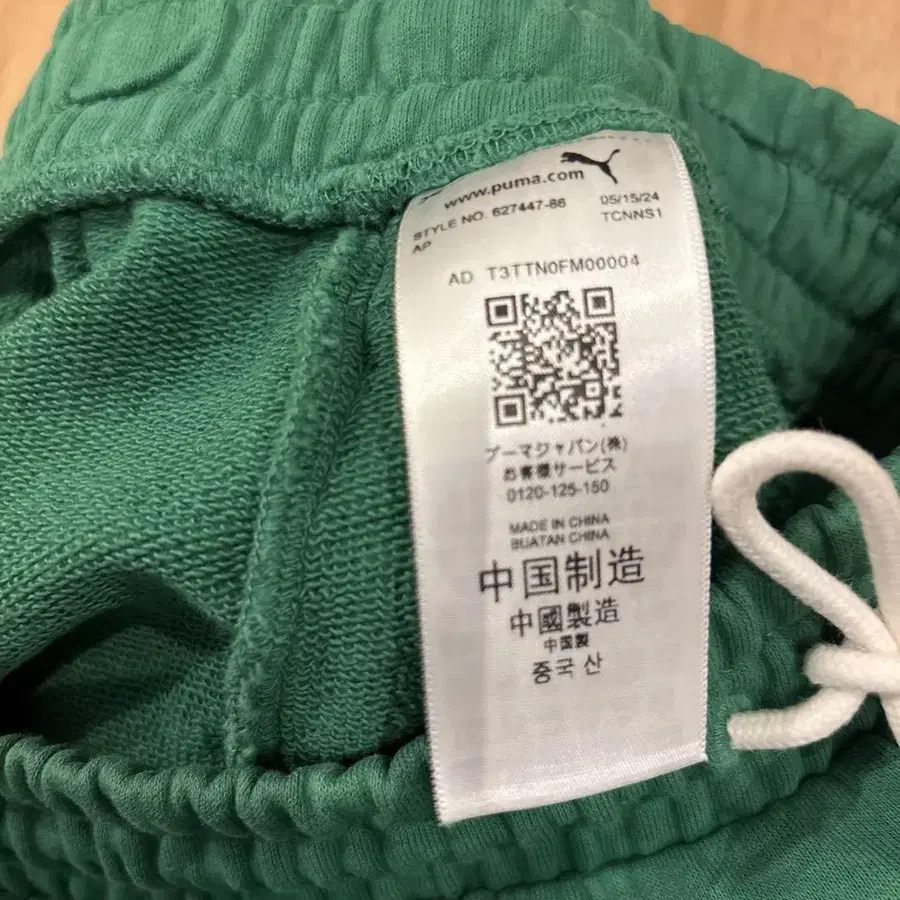 www.puma.com
STYLE NO. 627447-86 05/15/24
AP TCNNS1
AD T3TTN0FM00004
プーマジャパン(株)
お客様サービス
0120-125-150
MADE IN CHINA
BUATAN CHINA
中国制造
中國製造
中国製
중국 산